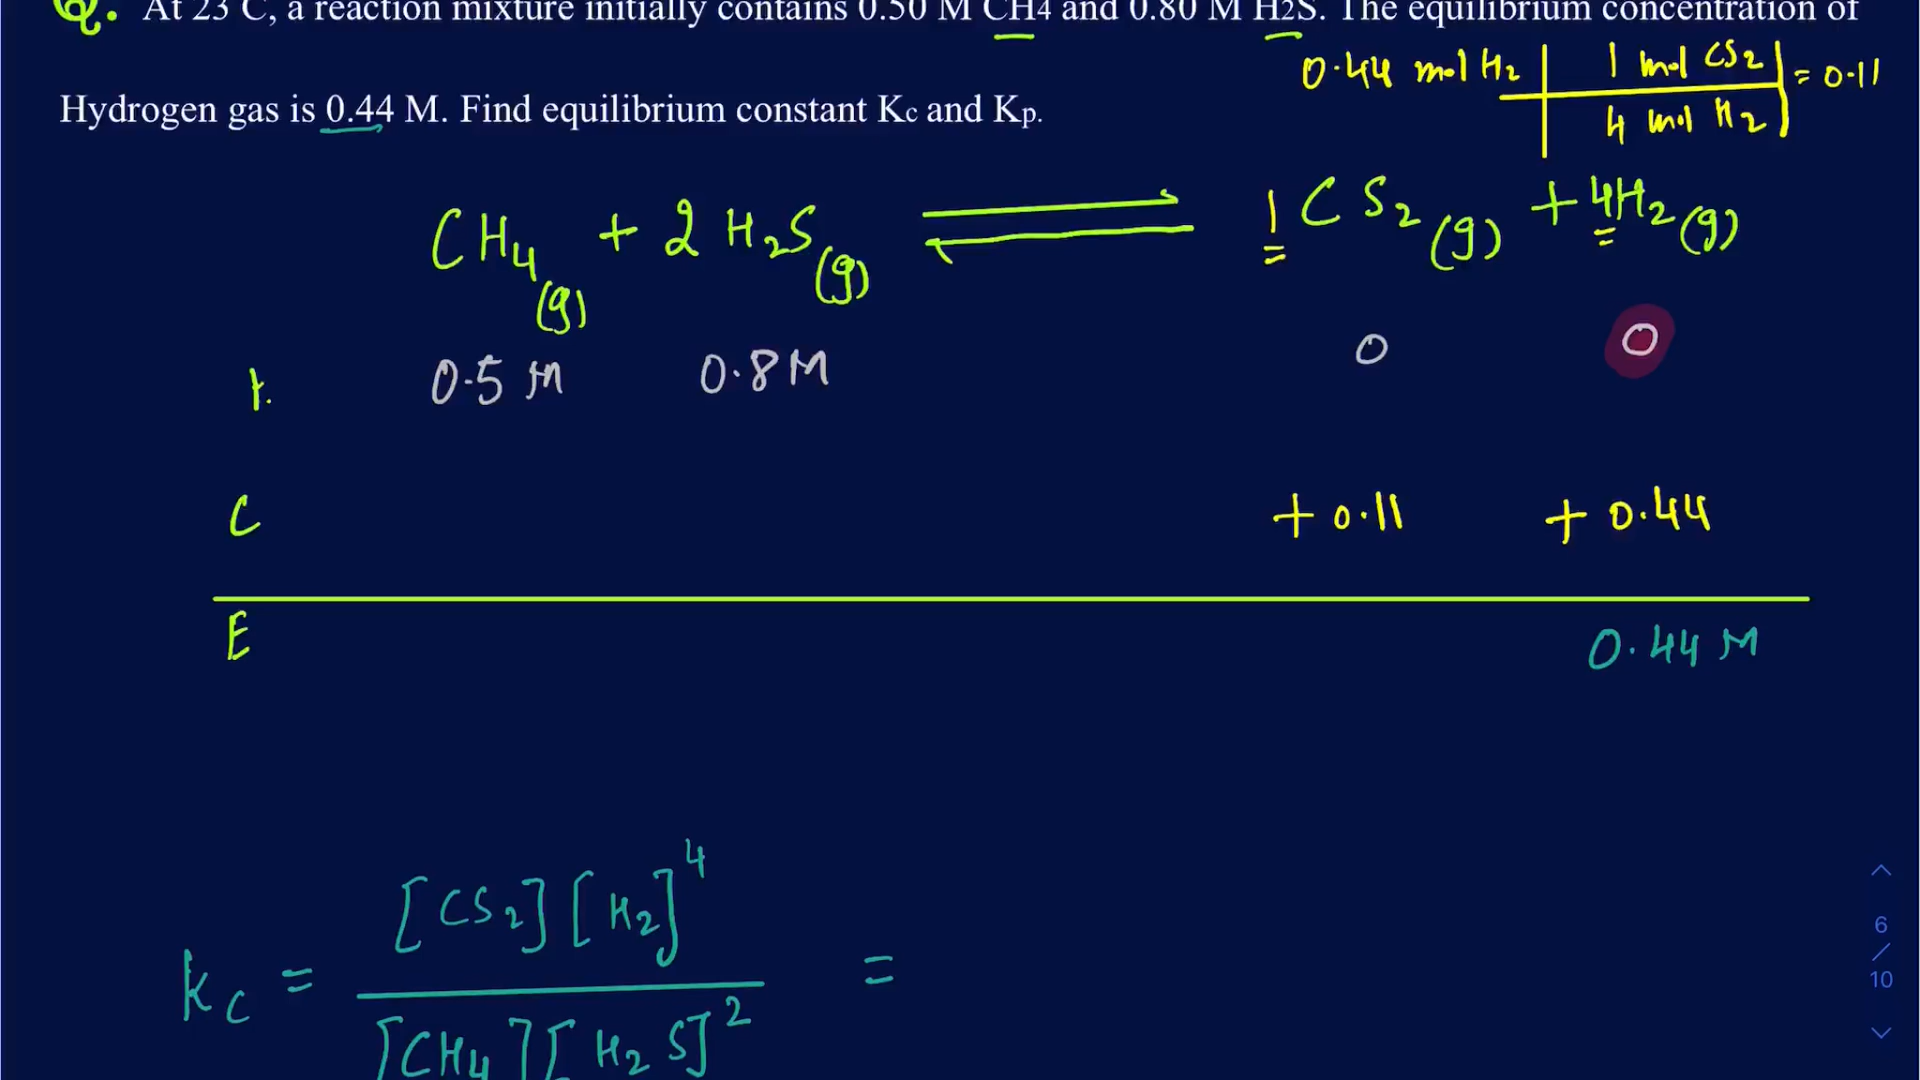 Q. At 23 C, a reaction mixture initially contains 0.50 M CH4 and 0.80 M H2S. The equilibrium concentration of
Hydrogen gas is 0.44 M. Find equilibrium constant Kc and Kp.
0.44 mol H2 | 1 mol CS2 | = 0.11
4 mol H2
CH4 (g) + 2 H2S (g) ⇌ 1 CS2 (g) + 4H2 (g)
I. 0.5 M 0.8 M 0 0
C + 0.11 + 0.44
E 0.44 M
[CS2] [H2]^4
Kc = =
[CH4] [H2S]^2
6
/
10